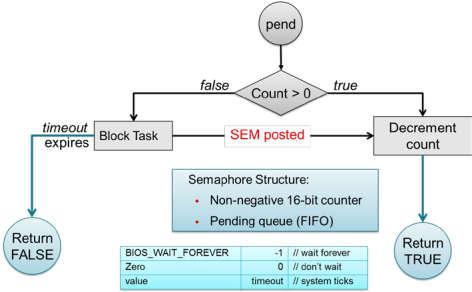 pend
false
Count > 0
true
timeout
expires
Block Task
SEM posted
Decrement
count
Semaphore Structure:
• Non-negative 16-bit counter
• Pending queue (FIFO)
Return
FALSE
Return
TRUE
BIOS_WAIT_FOREVER -1 // wait forever
Zero 0 // don't wait
value timeout // system ticks